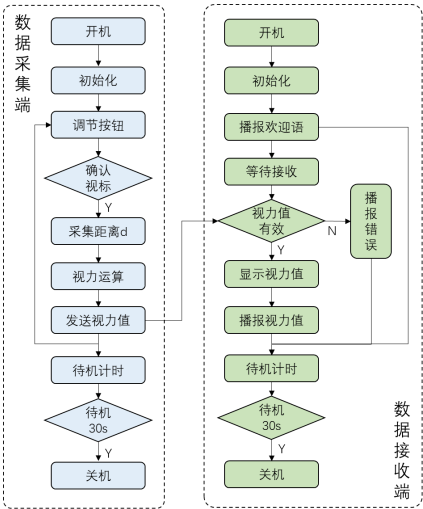 数据采集端
开机
初始化
调节按钮
确认
视标
Y
采集距离d
视力运算
发送视力值
待机计时
待机
30s
Y
关机
开机
初始化
播报欢迎语
等待接收
视力值
有效
N
播报错误
Y
显示视力值
播报视力值
待机计时
待机
30s
Y
关机
数据接收端